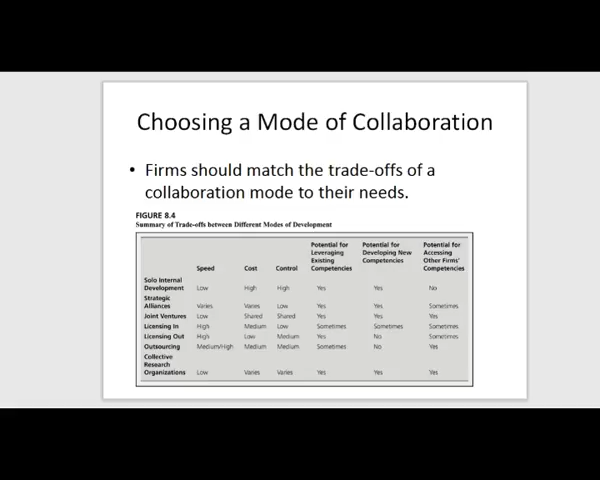 Choosing a Mode of Collaboration
• Firms should match the trade-offs of a
collaboration mode to their needs.
FIGURE 8.4
Summary of Trade-offs between Different Modes of Development
Speed Cost Control Potential for Leveraging Existing Competencies Potential for Developing New Competencies Potential for Accessing Other Firms' Competencies
Solo Internal Development Low High High Yes Yes No
Strategic Alliances Varies Varies Low Yes Yes Sometimes
Joint Ventures Low Shared Shared Yes Yes Yes
Licensing In High Medium Low Sometimes Sometimes Sometimes
Licensing Out High Low Medium Yes No Sometimes
Outsourcing Medium/High Medium Medium Sometimes No Yes
Collective Research Organizations Low Varies Varies Yes Yes Yes